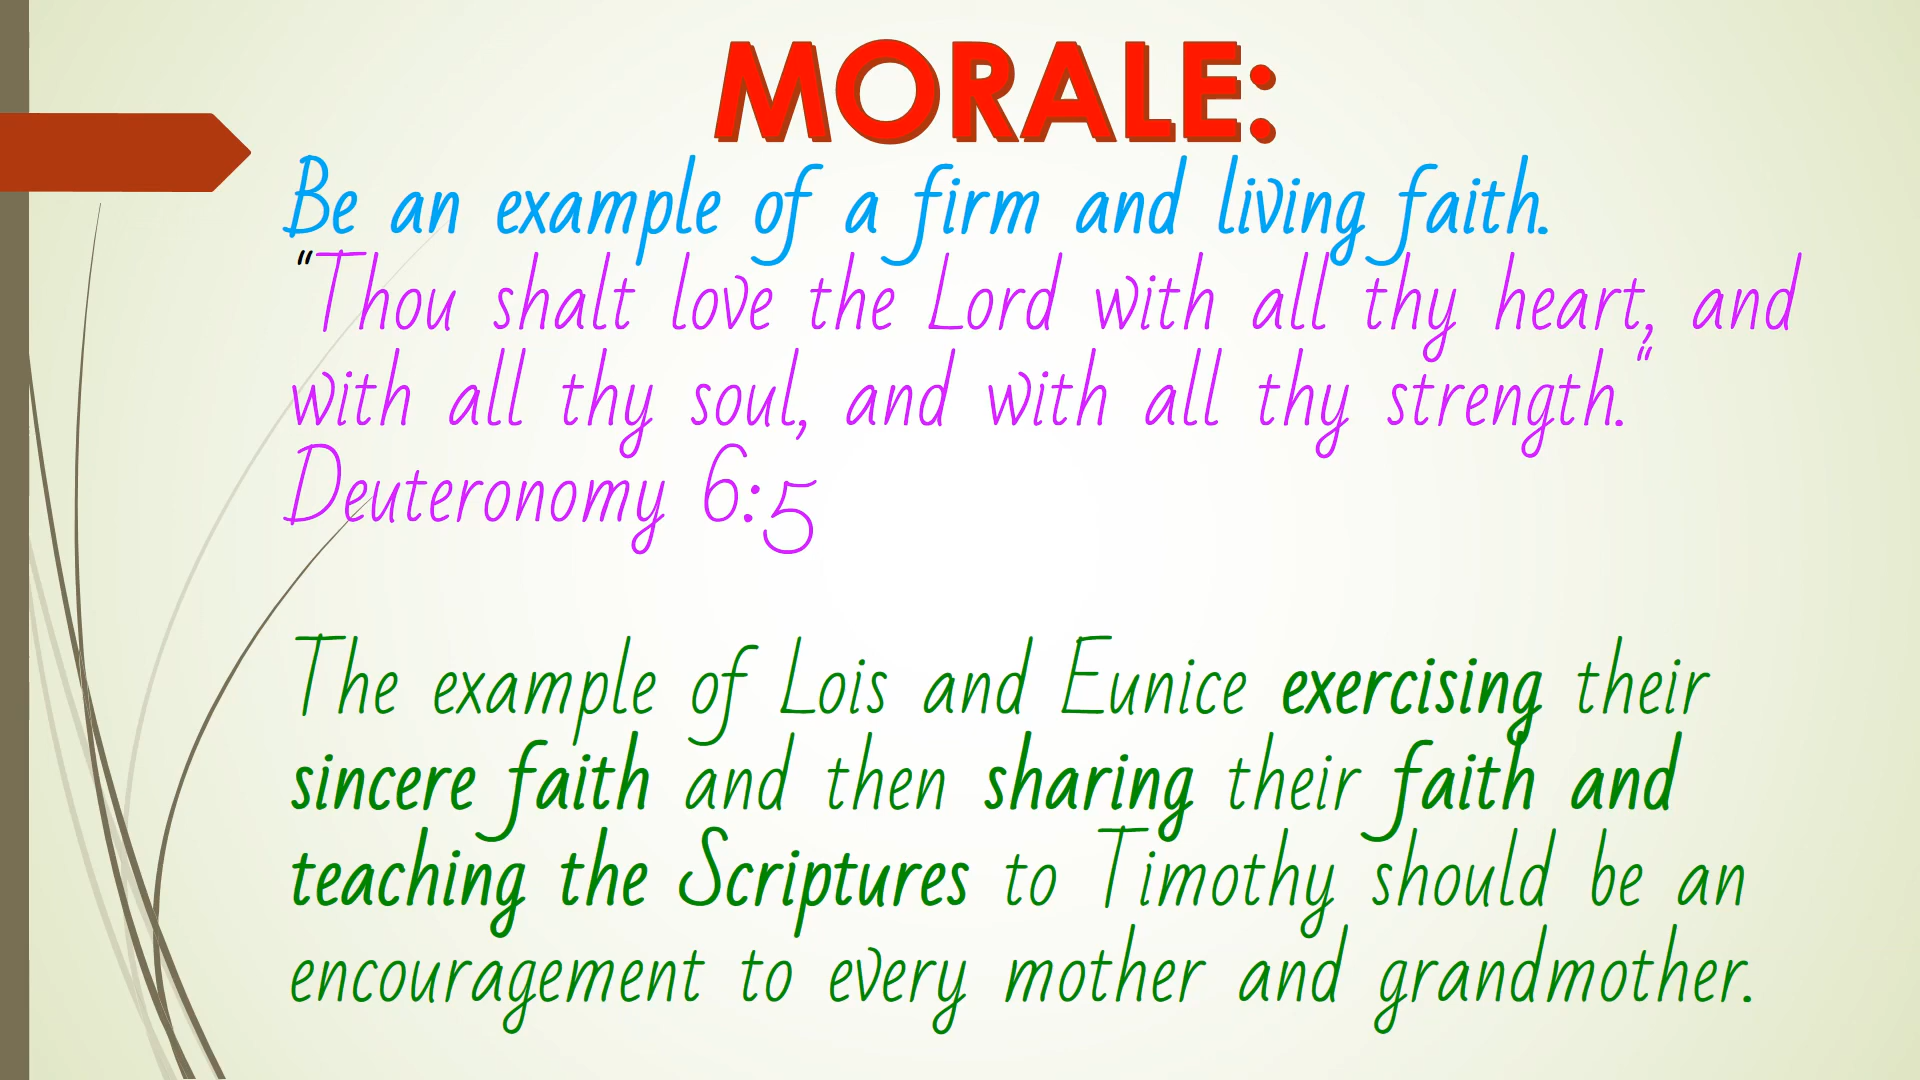 MORALE:
Be an example of a firm and living faith.
"Thou shalt love the Lord with all thy heart, and
with all thy soul, and with all thy strength."
Deuteronomy 6:5
The example of Lois and Eunice exercising their
sincere faith and then sharing their faith and
teaching the Scriptures to Timothy should be an
encouragement to every mother and grandmother.